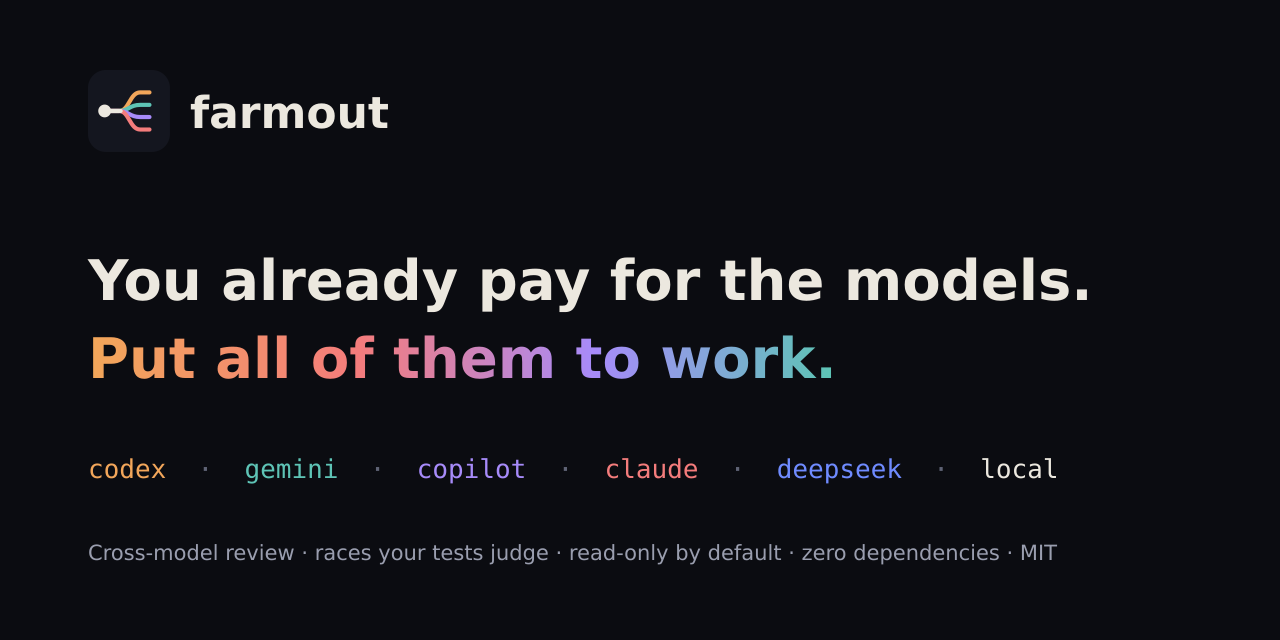 farmout
You already pay for the models.
Put all of them to work.
codex · gemini · copilot · claude · deepseek · local
Cross-model review · races your tests judge · read-only by default · zero dependencies · MIT